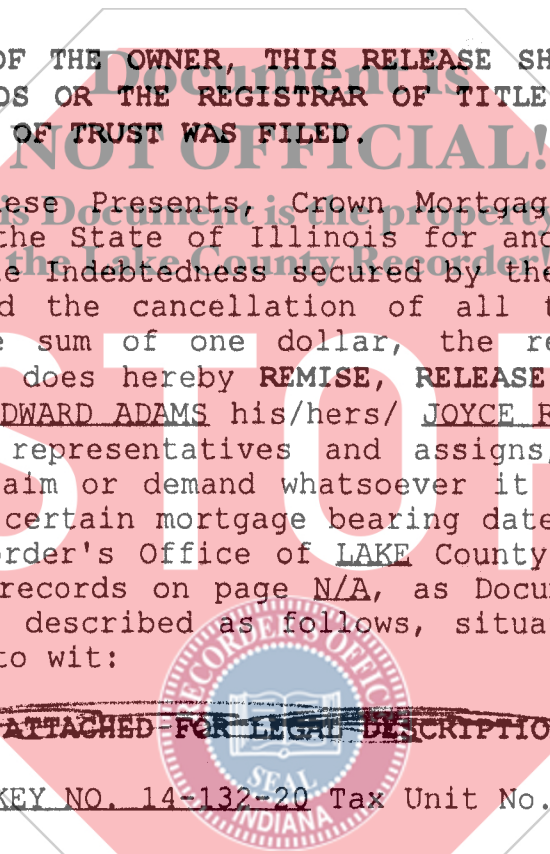 OF THE OWNER, THIS RELEASE SH
DS OR THE REGISTRAR OF TITLE
OF TRUST WAS FILED.
Document is
NOT OFFICIAL!
This Document is the property
the Lake County Recorder!
STOP
ese Presents, Crown Mortgag
the State of Illinois for and
e Indebtedness secured by the
d the cancellation of all t
e sum of one dollar, the re
does hereby REMISE, RELEASE
DWARD ADAMS his/hers/ JOYCE R
representatives and assigns,
aim or demand whatsoever it
certain mortgage bearing date
order's Office of LAKE County
records on page N/A, as Docu
described as follows, situa
to wit:
ATTACHED FOR LEGAL DESCRIPTIO
KEY NO. 14-132-20 Tax Unit No.
RECORDER'S OFFIC
SEAL
INDIANA